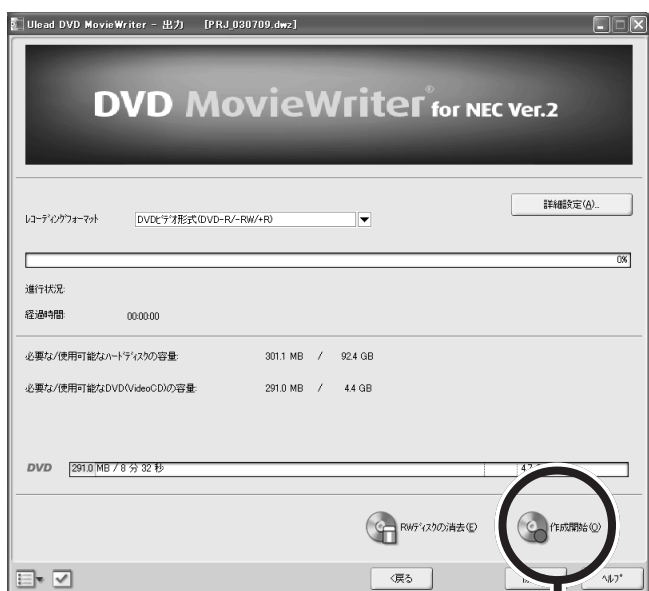 Ulead DVD MovieWriter - 出力 [PRJ_030709.dwz]
DVD MovieWriter® for NEC Ver.2
詳細設定(A)...
レコーディングフォーマット DVDビデオ形式(DVD-R/-RW/+R)
0%
進行状況:
経過時間: 00:00:00
必要な/使用可能なハードディスクの容量: 301.1 MB / 92.4 GB
必要な/使用可能なDVD(VideoCD)の容量: 291.0 MB / 4.4 GB
DVD 291.0 MB / 8 分 32 秒 4.7
RWディスクの消去(E) 作成開始(O)
<戻る ヘルプ